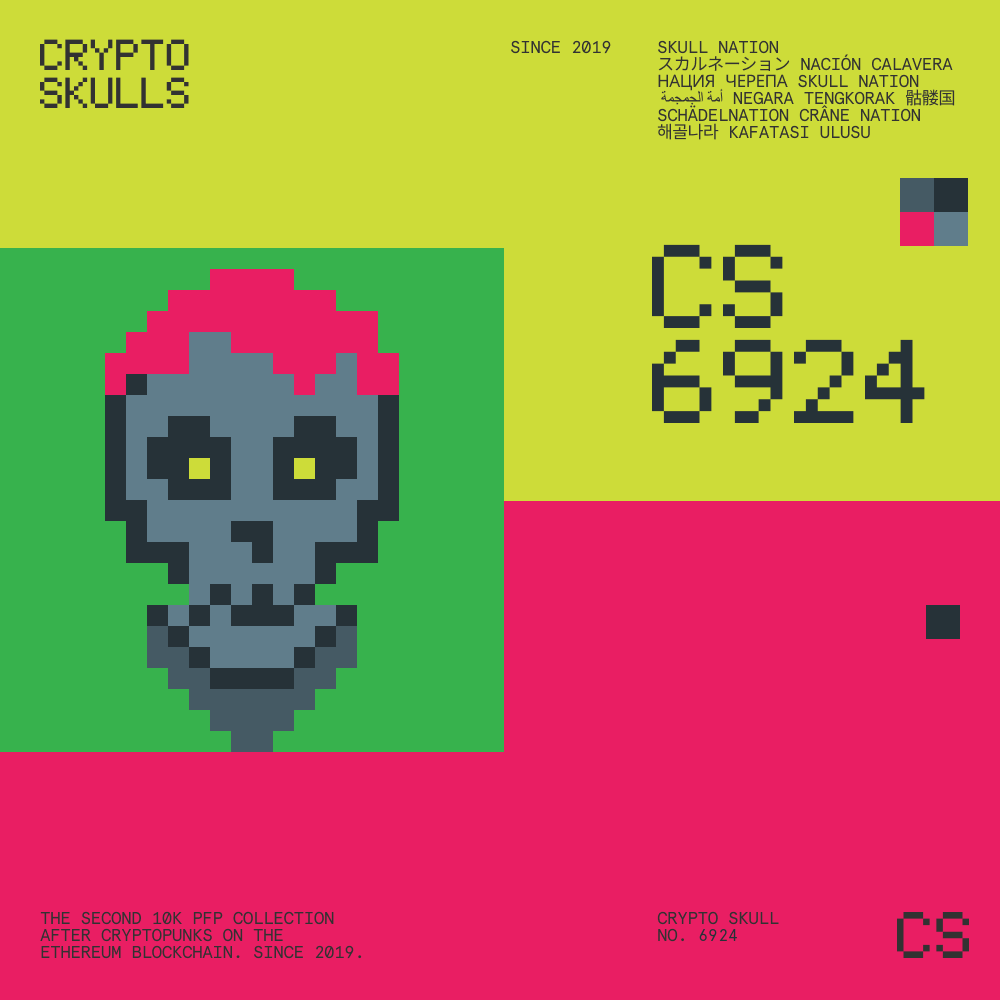 CRYPTO
SKULLS
SINCE 2019
SKULL NATION
スカルネーション NACIÓN CALAVERA
НАЦИЯ ЧЕРЕПА SKULL NATION
أمة الجمجمة NEGARA TENGKORAK 骷髅国
SCHÄDELNATION CRÂNE NATION
해골나라 KAFATASI ULUSU
CS
6924
THE SECOND 10K PFP COLLECTION
AFTER CRYPTOPUNKS ON THE
ETHEREUM BLOCKCHAIN. SINCE 2019.
CRYPTO SKULL
NO. 6924
CS